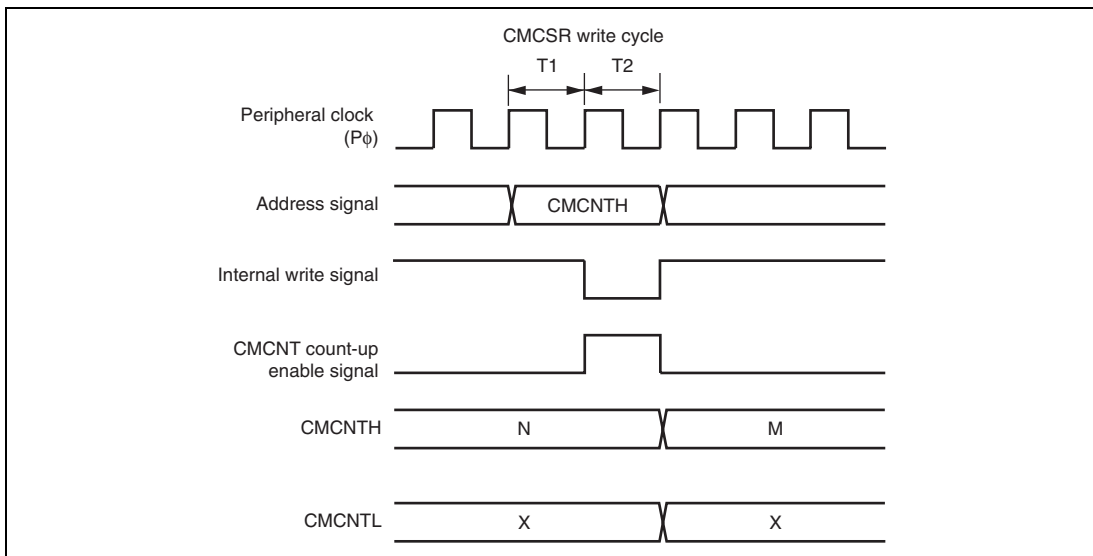 CMCSR write cycle
T1 T2
Peripheral clock
(Pϕ)
Address signal CMCNTH
Internal write signal
CMCNT count-up
enable signal
CMCNTH N M
CMCNTL X X